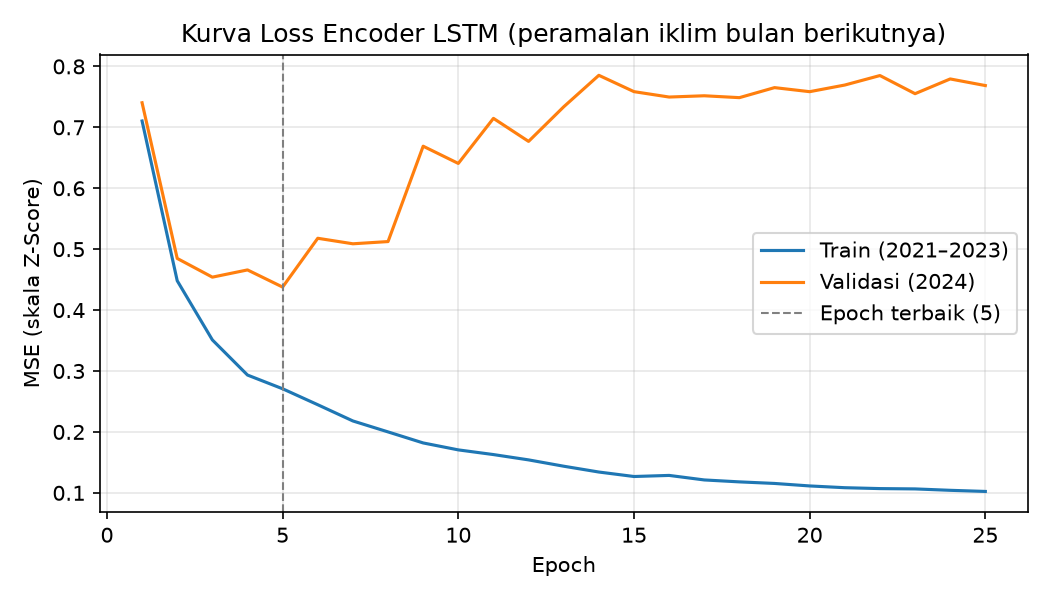 Kurva Loss Encoder LSTM (peramalan iklim bulan berikutnya)
MSE (skala Z-Score)
0.8
0.7
0.6
0.5
0.4
0.3
0.2
0.1
Train (2021–2023)
Validasi (2024)
Epoch terbaik (5)
0 5 10 15 20 25
Epoch